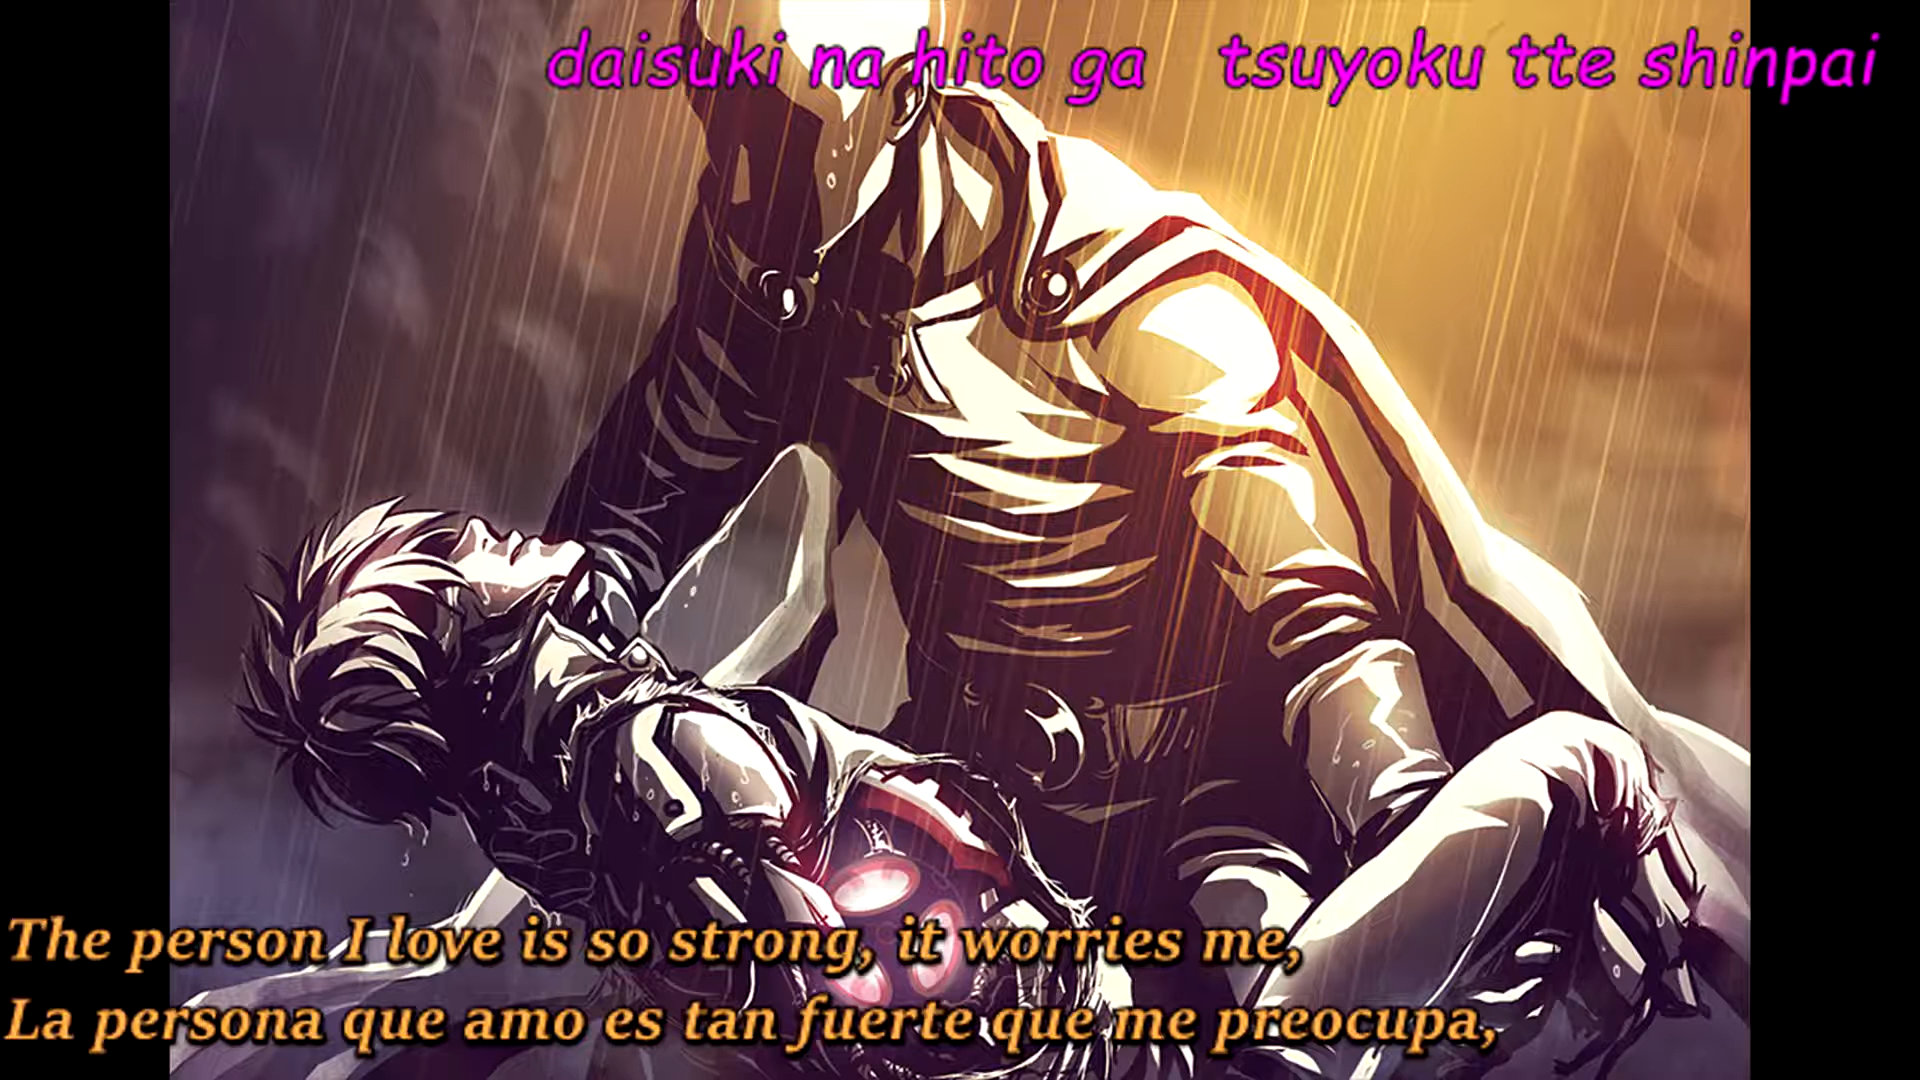 daisuki na hito ga tsuyoku tte shinpai
The person I love is so strong, it worries me,
La persona que amo es tan fuerte que me preocupa,